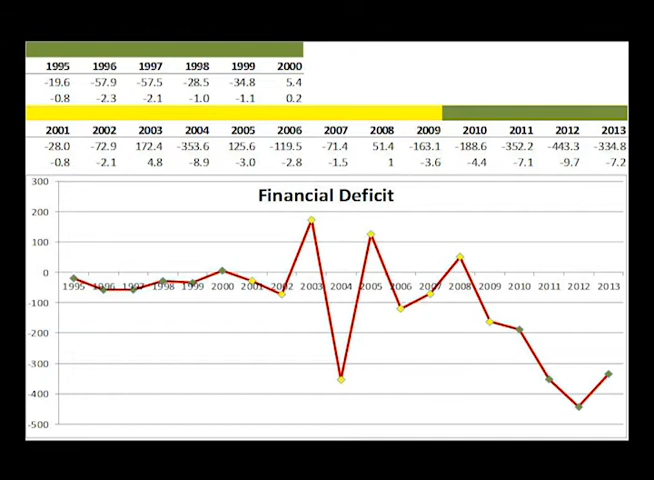 1995 1996 1997 1998 1999 2000
-19.6 -57.9 -57.5 -28.5 -34.8 5.4
-0.8 -2.3 -2.1 -1.0 -1.1 0.2
2001 2002 2003 2004 2005 2006 2007 2008 2009 2010 2011 2012 2013
-28.0 -72.9 172.4 -353.6 125.6 -119.5 -71.4 51.4 -163.1 -188.6 -352.2 -443.3 -334.8
-0.8 -2.1 4.8 -8.9 -3.0 -2.8 -1.5 1 -3.6 -4.4 -7.1 -9.7 -7.2
Financial Deficit
300
200
100
0
1995 1996 1997 1998 1999 2000 2001 2002 2003 2004 2005 2006 2007 2008 2009 2010 2011 2012 2013
-100
-200
-300
-400
-500